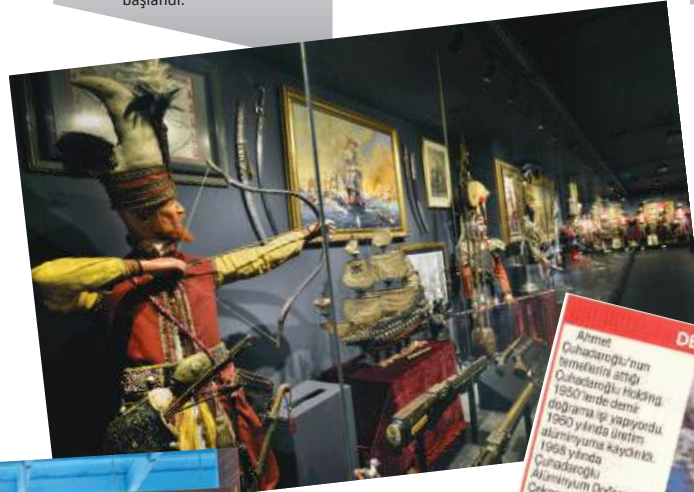 başlandı.
DE
Ahmet
Çuhadaroğlu'nun
temellerini attığı
Çuhadaroğlu Holding,
1950'lerde demir
doğrama işi yapıyordu.
1960 yılında üretim
alüminyuma kaydırıldı.
1968 yılında
Çuhadaroğlu
Alüminyum